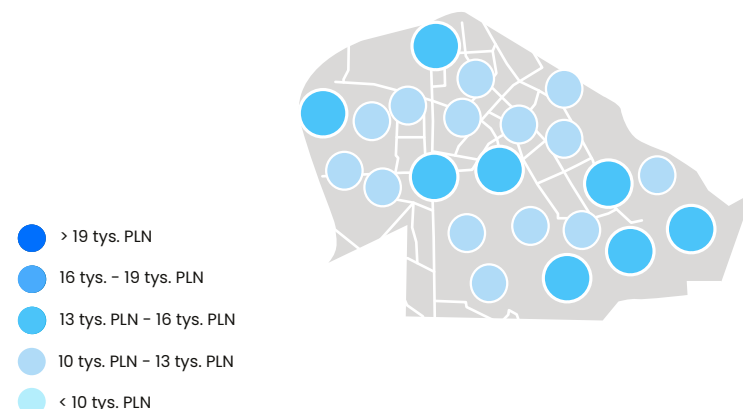 > 19 tys. PLN
16 tys. - 19 tys. PLN
13 tys. PLN - 16 tys. PLN
10 tys. PLN - 13 tys. PLN
< 10 tys. PLN